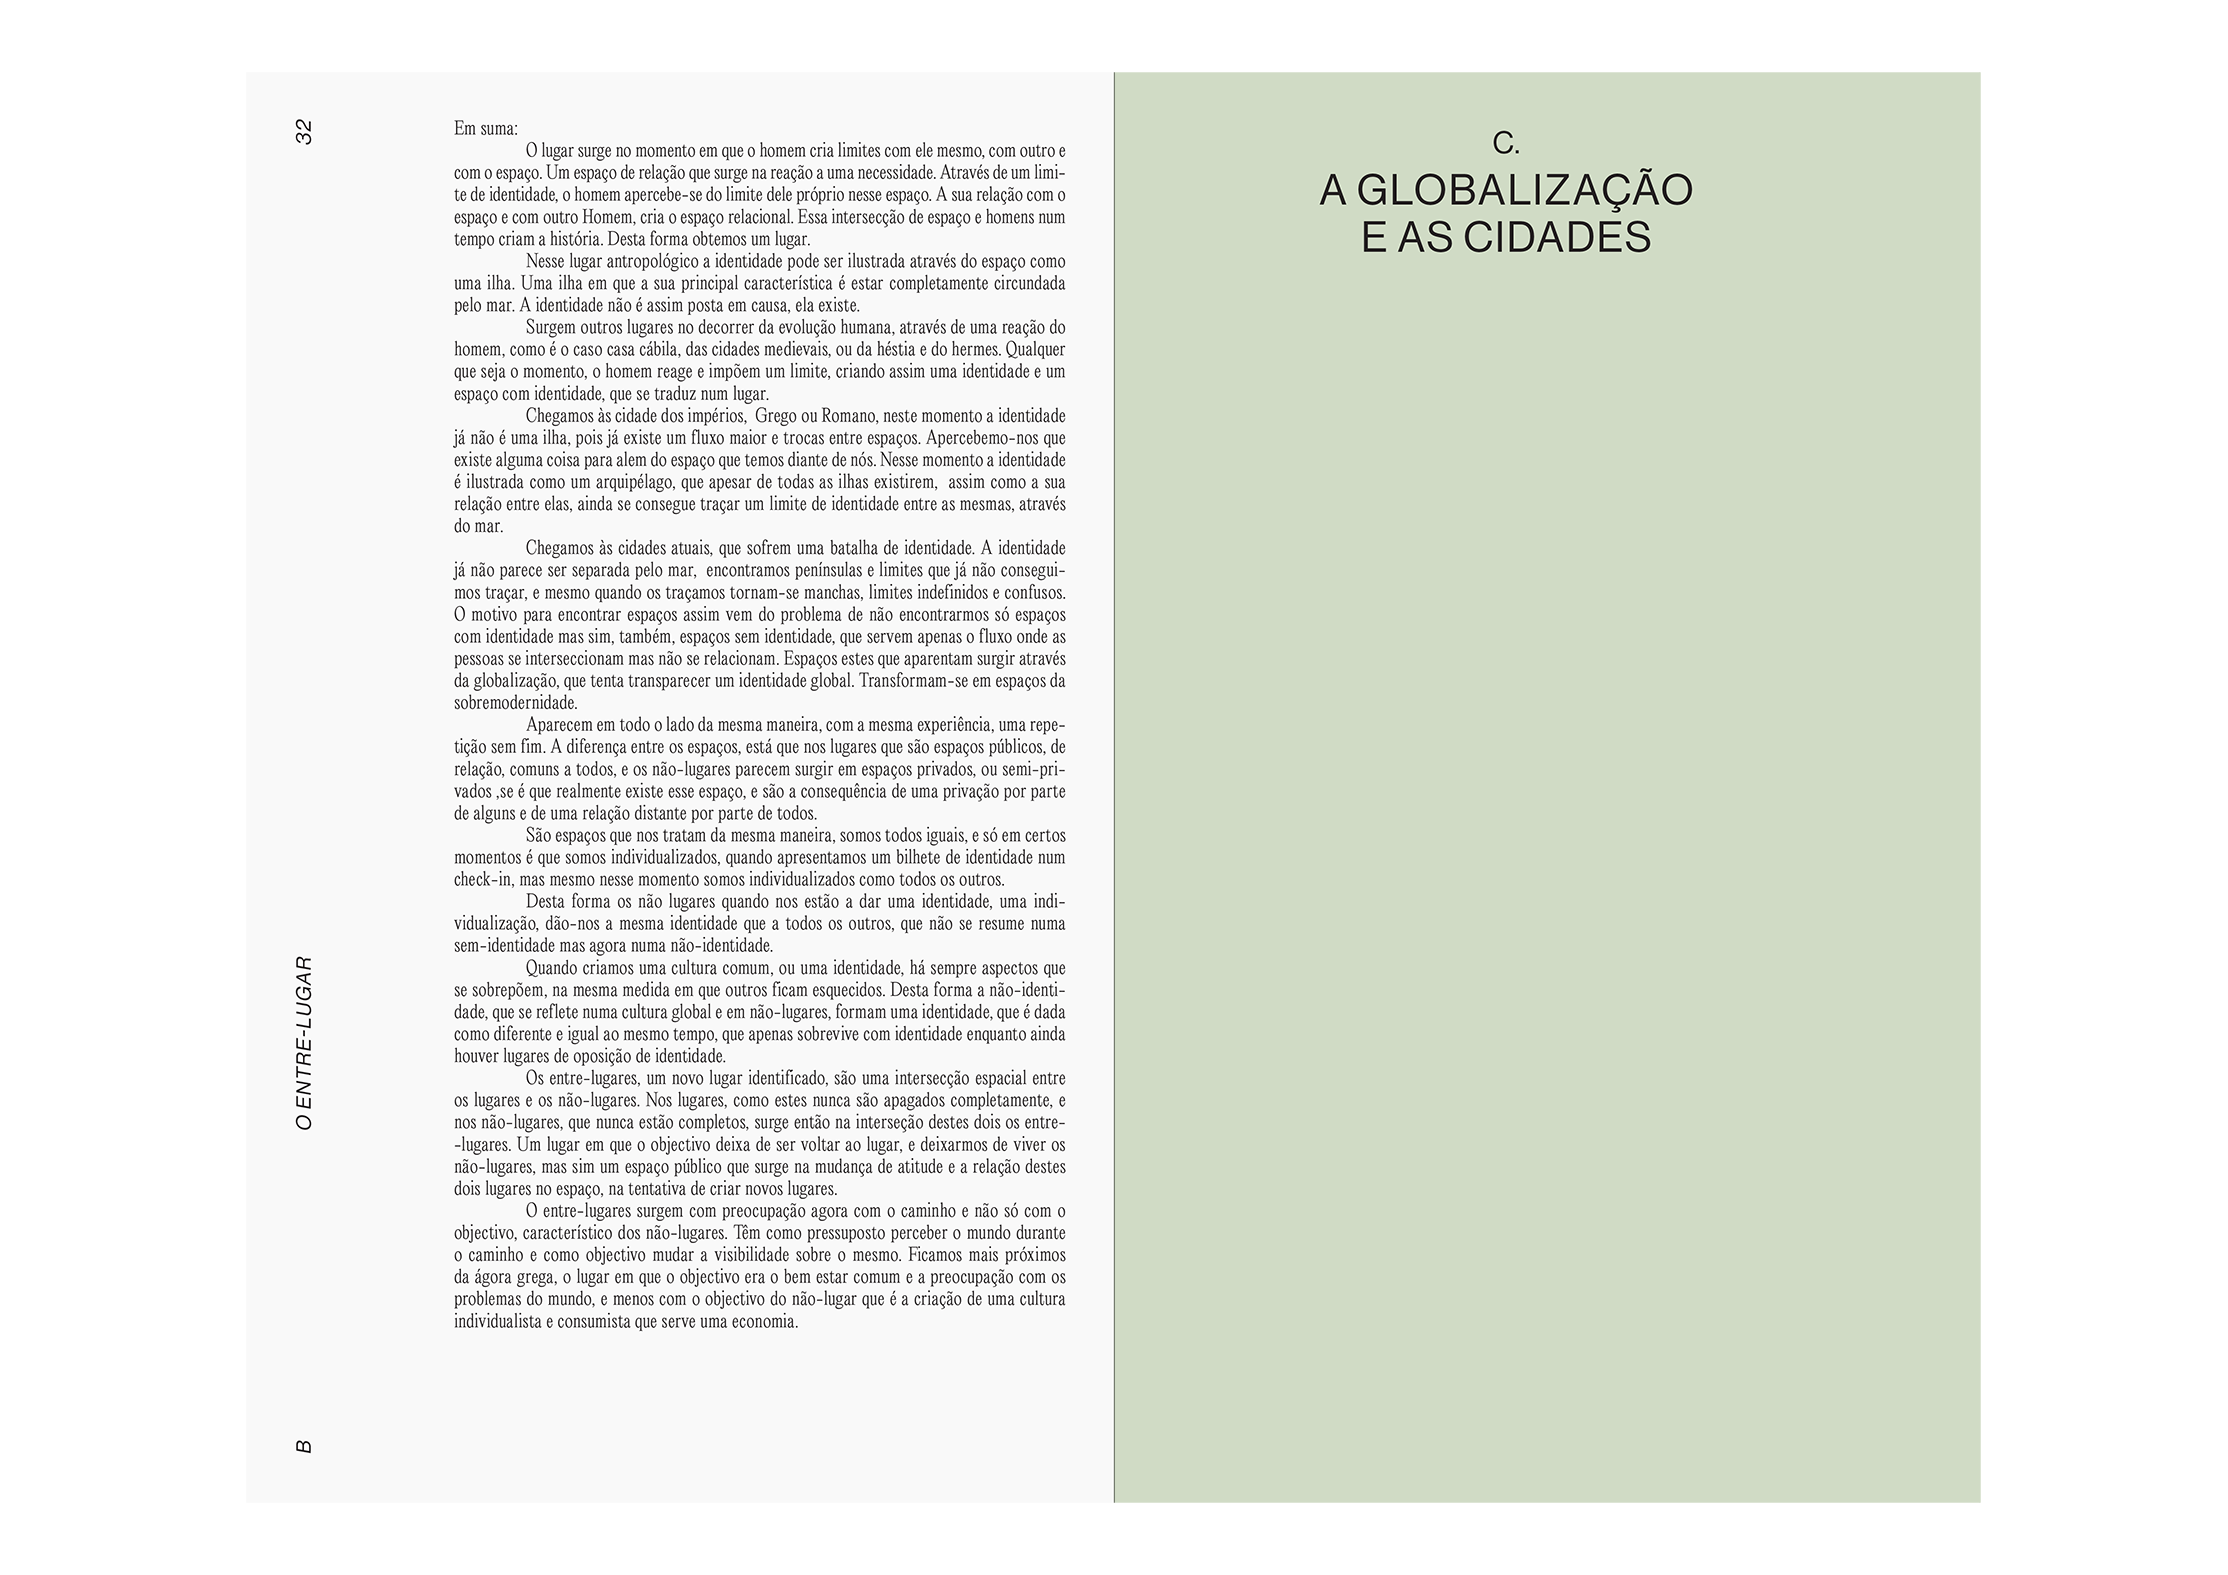 32
O ENTRE-LUGAR
B
Em suma:
O lugar surge no momento em que o homem cria limites com ele mesmo, com outro e
com o espaço. Um espaço de relação que surge na reação a uma necessidade. Através de um limi-
te de identidade, o homem apercebe-se do limite dele próprio nesse espaço. A sua relação com o
espaço e com outro Homem, cria o espaço relacional. Essa intersecção de espaço e homens num
tempo criam a história. Desta forma obtemos um lugar.
Nesse lugar antropológico a identidade pode ser ilustrada através do espaço como
uma ilha. Uma ilha em que a sua principal característica é estar completamente circundada
pelo mar. A identidade não é assim posta em causa, ela existe.
Surgem outros lugares no decorrer da evolução humana, através de uma reação do
homem, como é o caso casa cábila, das cidades medievais, ou da héstia e do hermes. Qualquer
que seja o momento, o homem reage e impõem um limite, criando assim uma identidade e um
espaço com identidade, que se traduz num lugar.
Chegamos às cidade dos impérios,  Grego ou Romano, neste momento a identidade
já não é uma ilha, pois já existe um fluxo maior e trocas entre espaços. Apercebemo-nos que
existe alguma coisa para alem do espaço que temos diante de nós. Nesse momento a identidade
é ilustrada como um arquipélago, que apesar de todas as ilhas existirem,  assim como a sua
relação entre elas, ainda se consegue traçar um limite de identidade entre as mesmas, através
do mar.
Chegamos às cidades atuais, que sofrem uma batalha de identidade. A identidade
já não parece ser separada pelo mar,  encontramos penínsulas e limites que já não consegui-
mos traçar, e mesmo quando os traçamos tornam-se manchas, limites indefinidos e confusos.
O motivo para encontrar espaços assim vem do problema de não encontrarmos só espaços
com identidade mas sim, também, espaços sem identidade, que servem apenas o fluxo onde as
pessoas se interseccionam mas não se relacionam. Espaços estes que aparentam surgir através
da globalização, que tenta transparecer um identidade global. Transformam-se em espaços da
sobremodernidade.
Aparecem em todo o lado da mesma maneira, com a mesma experiência, uma repe-
tição sem fim. A diferença entre os espaços, está que nos lugares que são espaços públicos, de
relação, comuns a todos, e os não-lugares parecem surgir em espaços privados, ou semi-pri-
vados ,se é que realmente existe esse espaço, e são a consequência de uma privação por parte
de alguns e de uma relação distante por parte de todos.
São espaços que nos tratam da mesma maneira, somos todos iguais, e só em certos
momentos é que somos individualizados, quando apresentamos um bilhete de identidade num
check-in, mas mesmo nesse momento somos individualizados como todos os outros.
Desta forma os não lugares quando nos estão a dar uma identidade, uma indi-
vidualização, dão-nos a mesma identidade que a todos os outros, que não se resume numa
sem-identidade mas agora numa não-identidade.
Quando criamos uma cultura comum, ou uma identidade, há sempre aspectos que
se sobrepõem, na mesma medida em que outros ficam esquecidos. Desta forma a não-identi-
dade, que se reflete numa cultura global e em não-lugares, formam uma identidade, que é dada
como diferente e igual ao mesmo tempo, que apenas sobrevive com identidade enquanto ainda
houver lugares de oposição de identidade.
Os entre-lugares, um novo lugar identificado, são uma intersecção espacial entre
os lugares e os não-lugares. Nos lugares, como estes nunca são apagados completamente, e
nos não-lugares, que nunca estão completos, surge então na interseção destes dois os entre-
-lugares. Um lugar em que o objectivo deixa de ser voltar ao lugar, e deixarmos de viver os
não-lugares, mas sim um espaço público que surge na mudança de atitude e a relação destes
dois lugares no espaço, na tentativa de criar novos lugares.
O entre-lugares surgem com preocupação agora com o caminho e não só com o
objectivo, característico dos não-lugares. Têm como pressuposto perceber o mundo durante
o caminho e como objectivo mudar a visibilidade sobre o mesmo. Ficamos mais próximos
da ágora grega, o lugar em que o objectivo era o bem estar comum e a preocupação com os
problemas do mundo, e menos com o objectivo do não-lugar que é a criação de uma cultura
individualista e consumista que serve uma economia.
C.
A GLOBALIZAÇÃO
E AS CIDADES